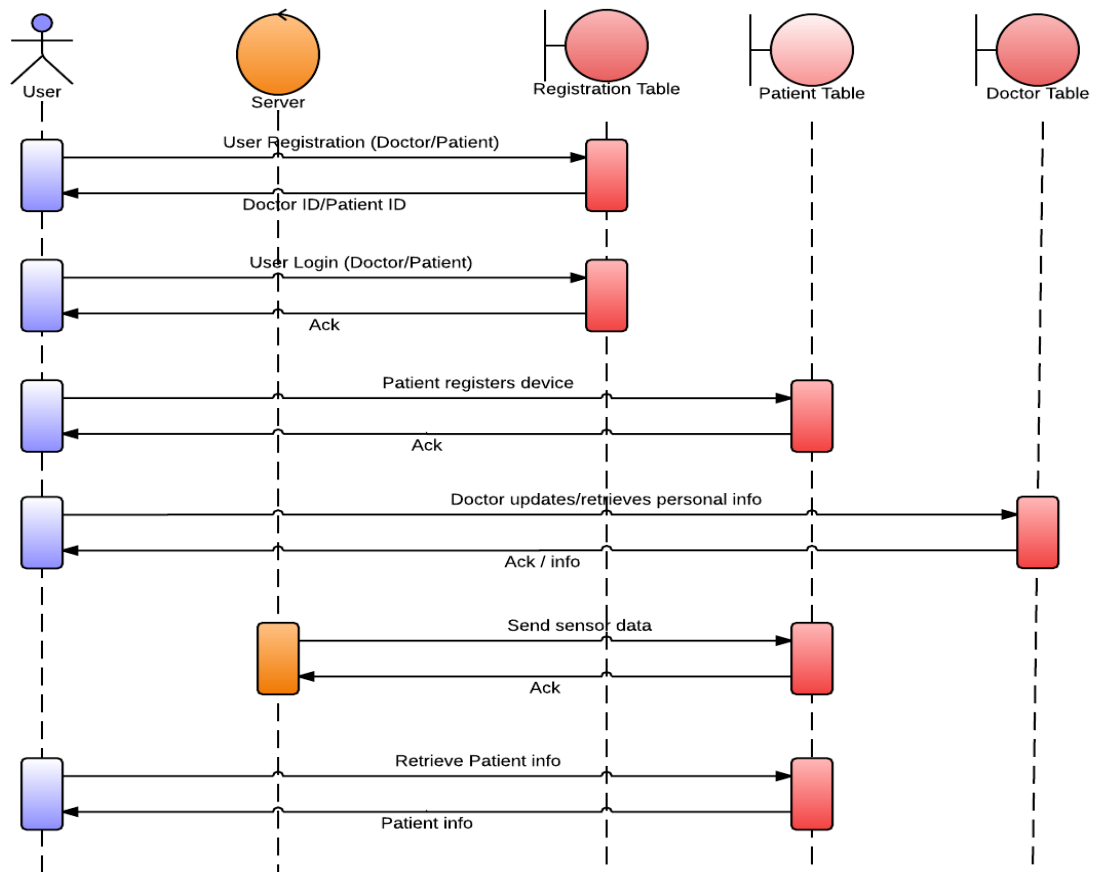 User
Server
Registration Table
Patient Table
Doctor Table
User Registration (Doctor/Patient)
Doctor ID/Patient ID
User Login (Doctor/Patient)
Ack
Patient registers device
Ack
Doctor updates/retrieves personal info
Ack / info
Send sensor data
Ack
Retrieve Patient info
Patient info